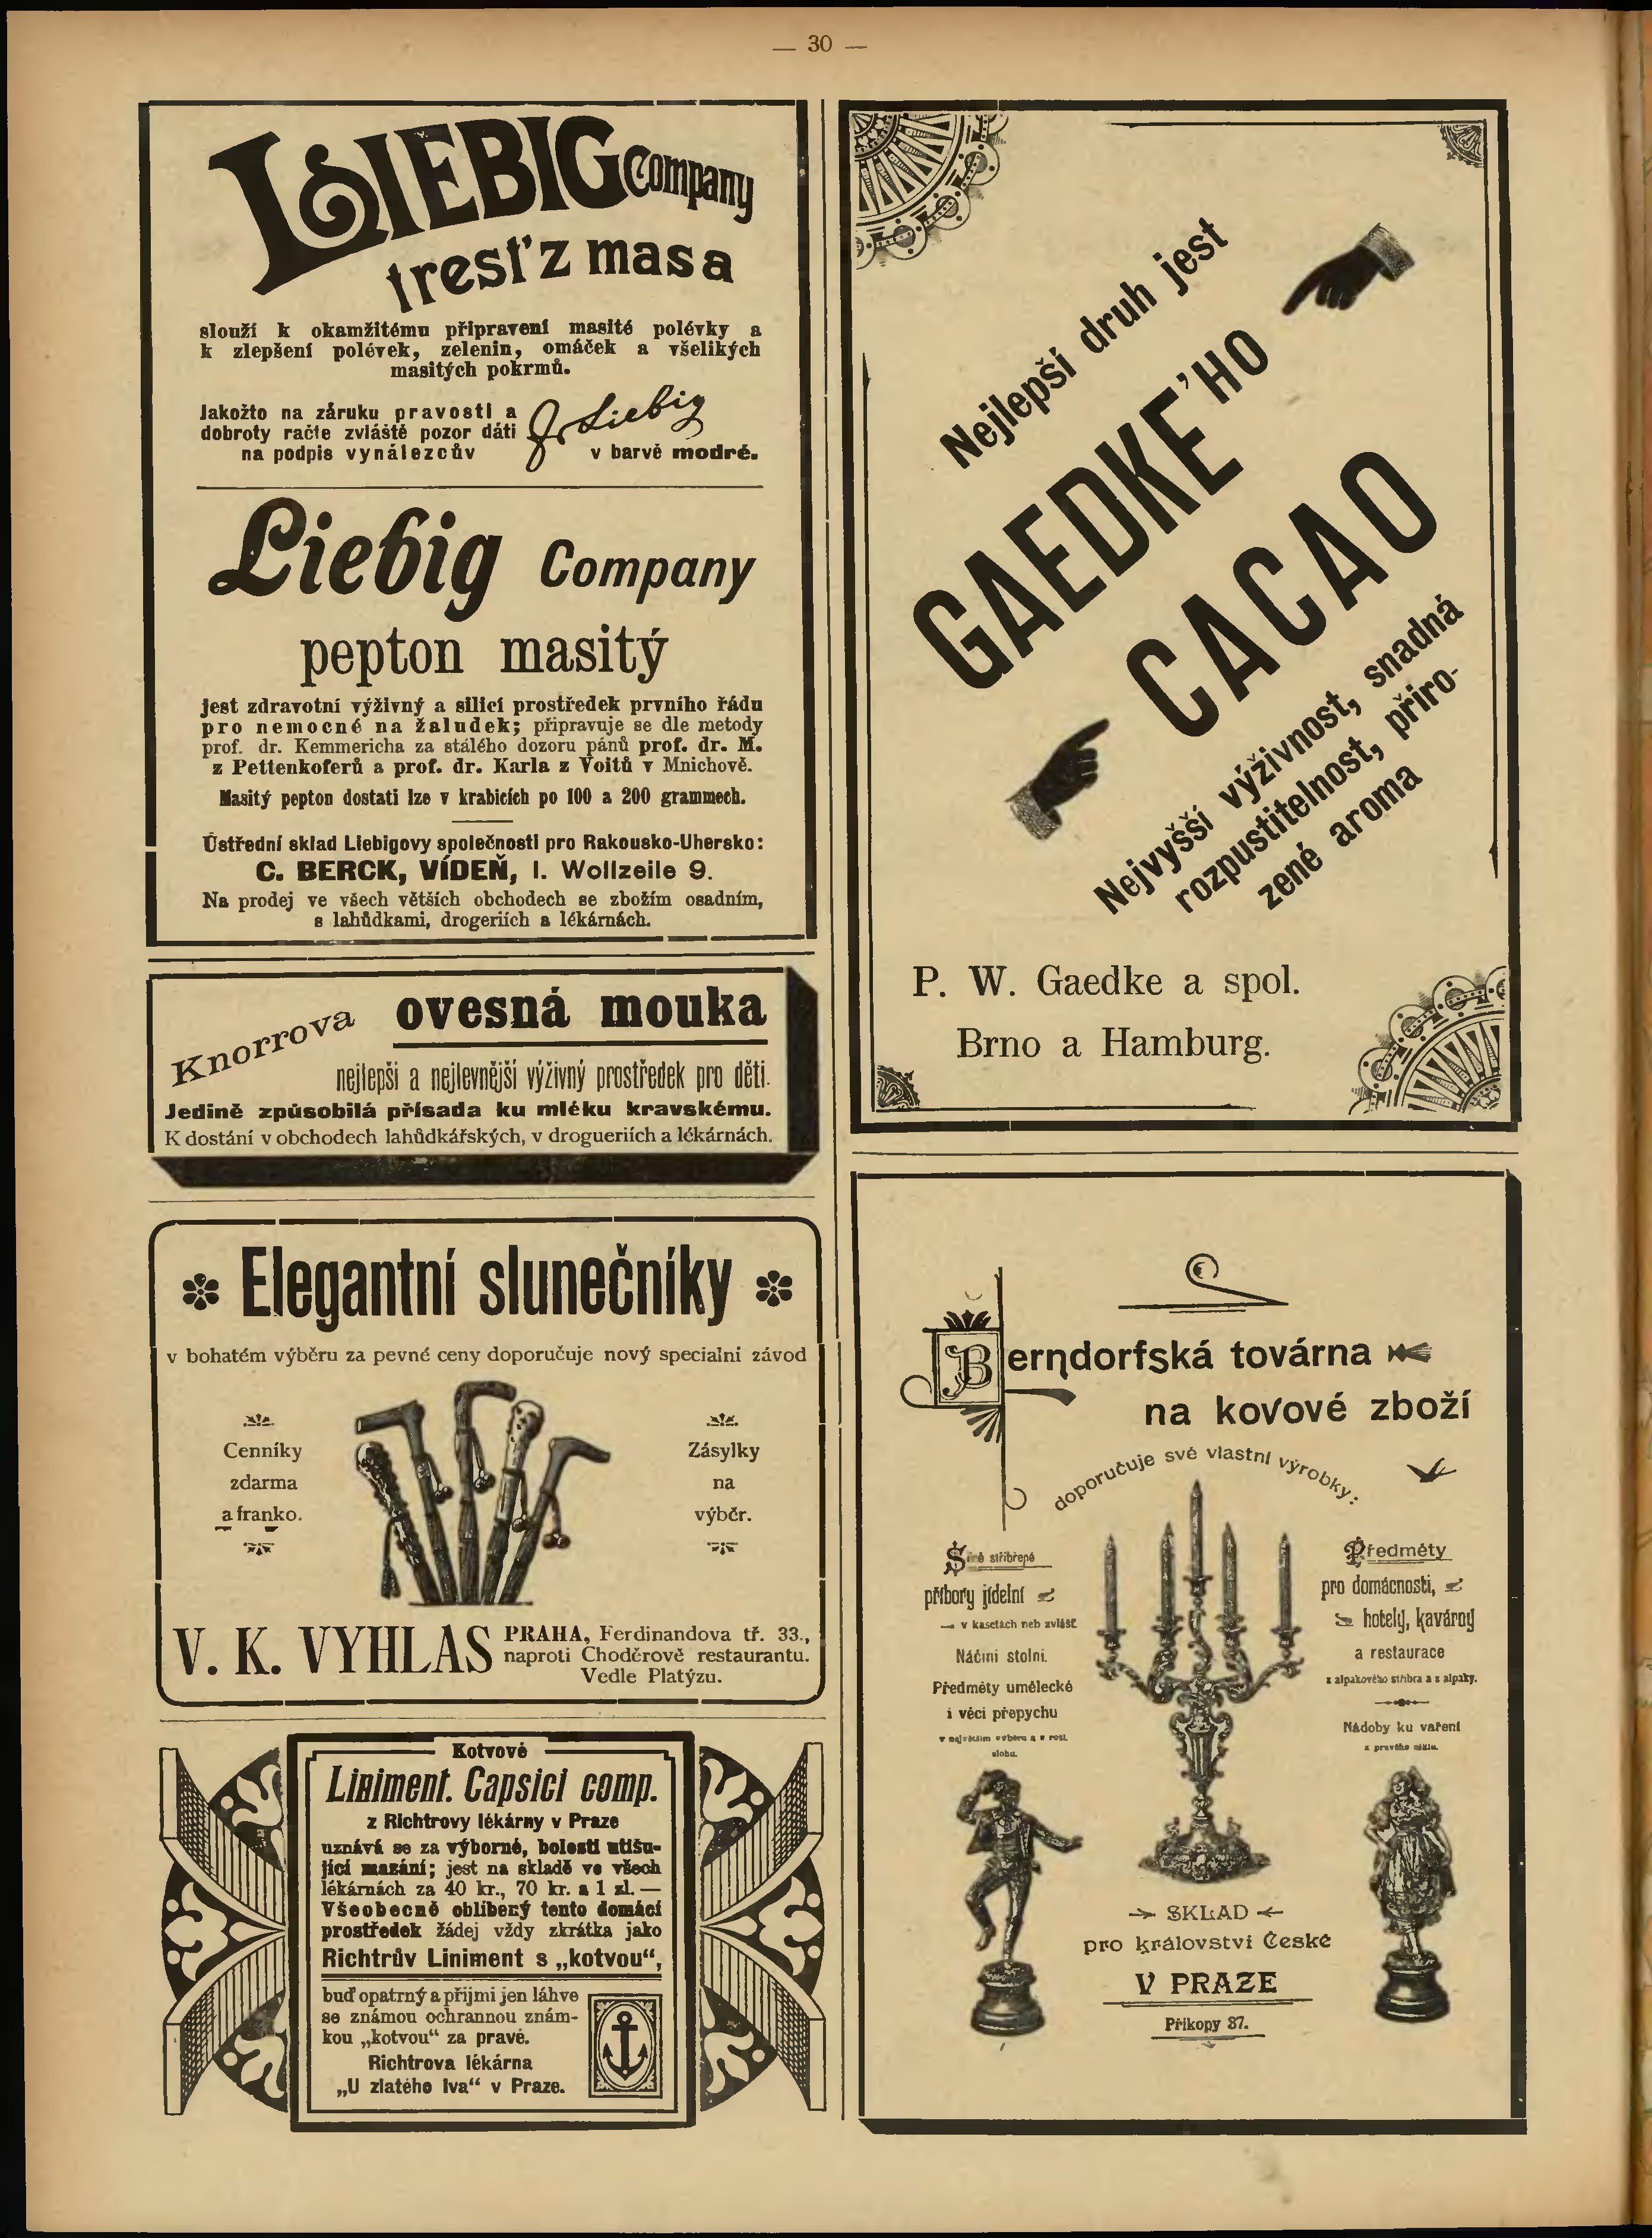 — 30 —
LIEBIG Company
tresť z masa
slouží k okamžitému připravení masité polévky a
k zlepšení polévek, zelenin, omáček a všelikých
masitých pokrmů.
Jakožto na záruku pravosti a
dobroty račte zvláště pozor dáti
na podpis vynálezcův
J. Liebig
v barvě modré.
Liebig Company
pepton masitý
jest zdravotní výživný a sílicí prostředek prvního řádu
pro nemocné na žaludek; připravuje se dle metody
prof. dr. Kemmericha za stálého dozoru pánů prof. dr. M.
z Pettenkoferů a prof. dr. Karla z Voitů v Mnichově.
Masitý pepton dostati lze v krabicích po 100 a 200 grammech.
Ústřední sklad Liebigovy společnosti pro Rakousko-Uhersko:
C. BERCK, VÍDEŇ, I. Wollzeile 9.
Na prodej ve všech větších obchodech se zbožím osadním,
s lahůdkami, drogeriích a lékárnách.
Knorrova ovesná mouka
nejlepší a nejlevnější výživný prostředek pro děti.
Jedině způsobilá přísada ku mléku kravskému.
K dostání v obchodech lahůdkářských, v drogueriích a lékárnách.
Elegantní slunečníky
v bohatém výběru za pevné ceny doporučuje nový specialni závod
Cenníky
zdarma
a franko.
Zásylky
na
výběr.
V. K. VYHLAS
PRAHA, Ferdinandova tř. 33.,
naproti Choděrově restaurantu.
Vedle Platýzu.
Kotvové
Liniment. Capsici comp.
z Richtrovy lékárny v Praze
uznává se za výborné, bolesti utišu-
jící mazání; jest na skladě ve všech
lékárnách za 40 kr., 70 kr. a 1 zl. —
Všeobecně oblíbený tento domácí
prostředek žádej vždy zkrátka jako
Richtrův Liniment s „kotvou“,
buď opatrný a přijmi jen láhve
se známou ochrannou znám-
kou „kotvou“ za pravé.
Richtrova lékárna
„U zlatého lva“ v Praze.
Nejlepší druh jest
GAEDKE’HO
CACAO
Nejvyšší výživnost, snadná
rozpustitelnost, přiro-
zené aroma
P. W. Gaedke a spol.
Brno a Hamburg.
Berndorfská továrna
na kovové zboží
doporučuje své vlastní výrobky:
Silně stříbřené
příbory jídelní
v kasetách neb zvlášť.
Náčiní stolní.
Předměty umělecké
i věci přepychu
v největším výběru a v rozl.
slohu.
Předměty
pro domácnosti,
hotely, kavárny
a restaurace
z alpakového stříbra a z alpaky.
Nádoby ku vaření
z pravého niklu.
SKLAD
pro království České
V PRAZE
Příkopy 37.